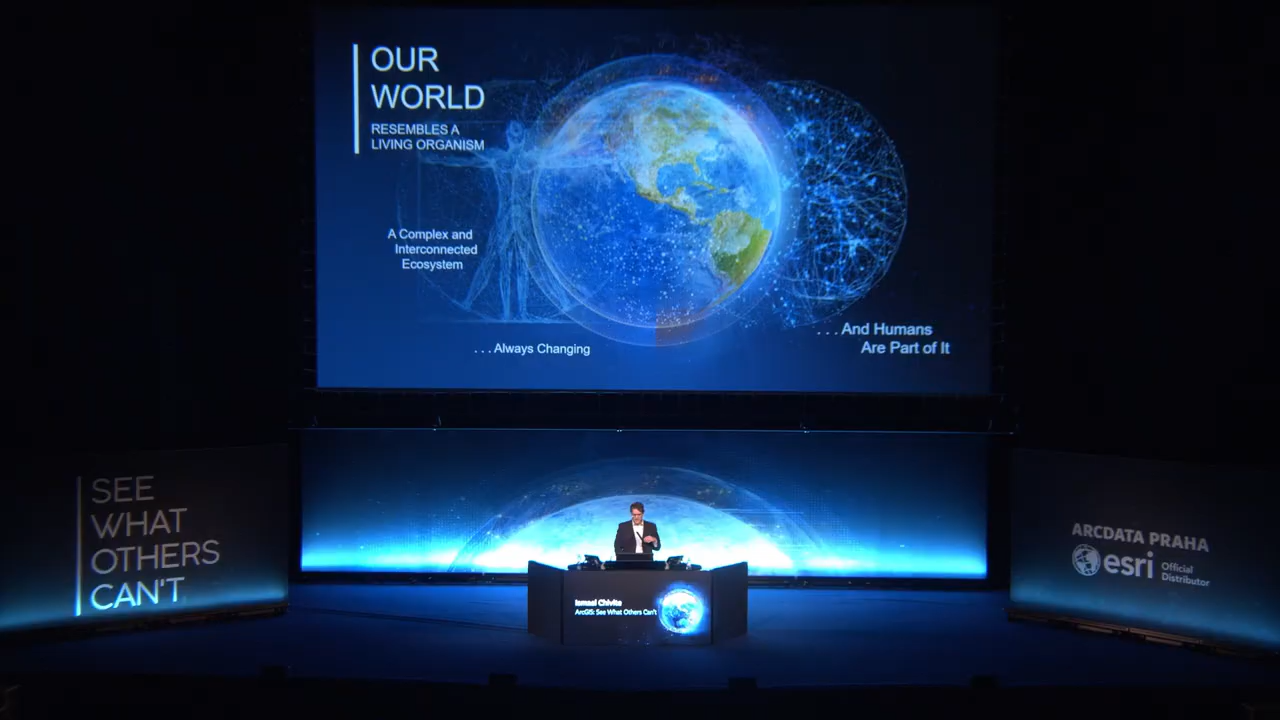 OUR
WORLD
RESEMBLES A
LIVING ORGANISM
A Complex and
Interconnected
Ecosystem
...Always Changing
...And Humans
Are Part of It
SEE
WHAT
OTHERS
CAN'T
ARCDATA PRAHA
esri Official
Distributor
Ismael Chivite
ArcGIS: See What Others Can't